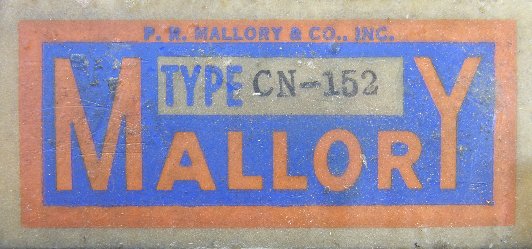 P. R. MALLORY & CO., INC.
TYPE CN-152
MALLORY